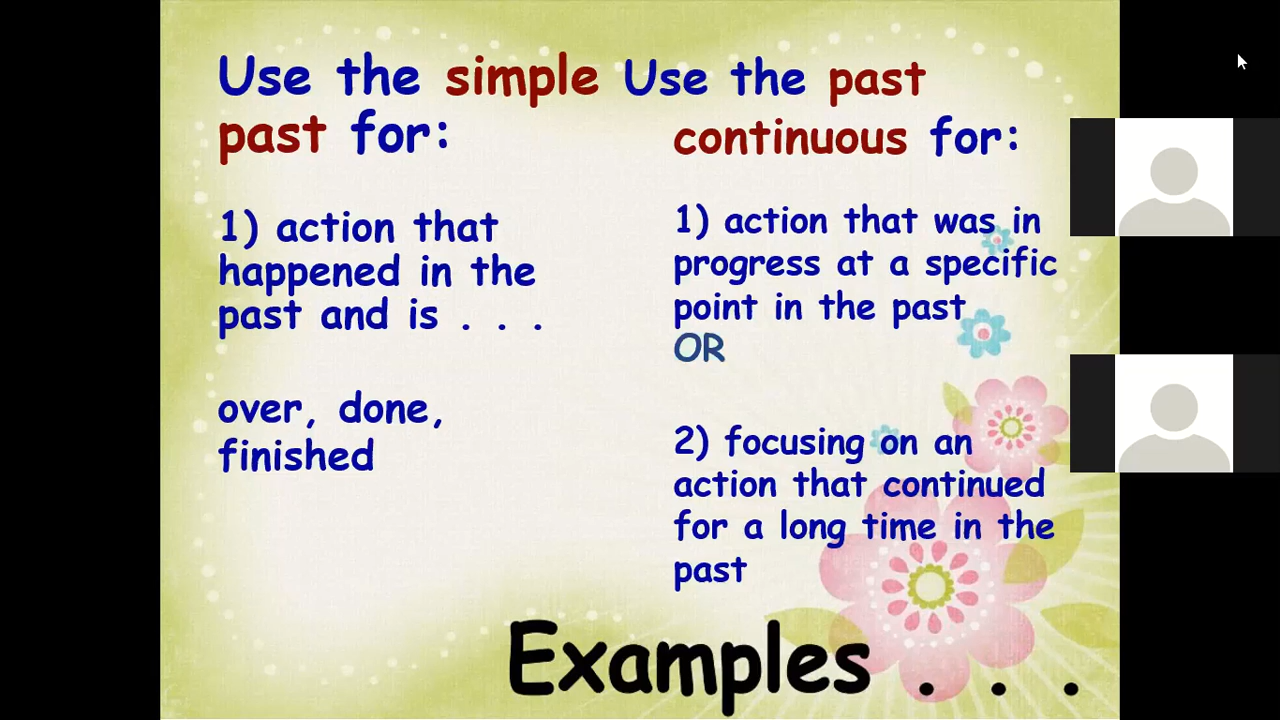 Use the simple
past for:
1) action that
happened in the
past and is . . .
over, done,
finished
Use the past
continuous for:
1) action that was in
progress at a specific
point in the past
OR
2) focusing on an
action that continued
for a long time in the
past
Examples . . .